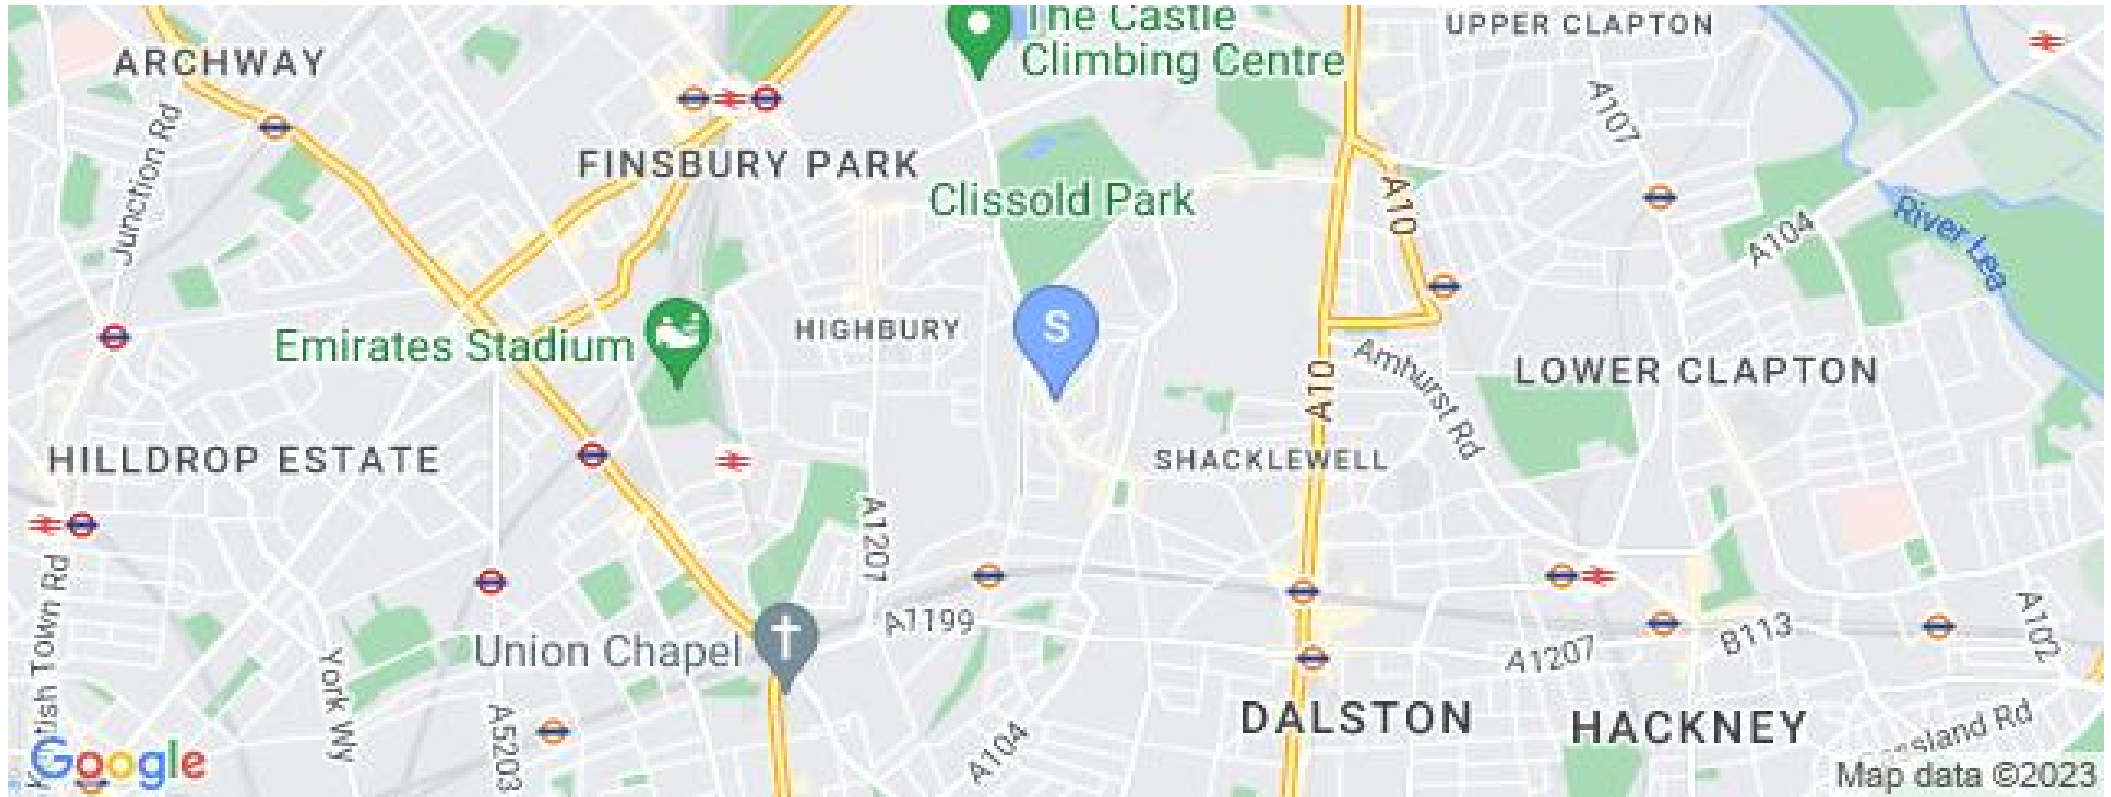 The Castle
Climbing Centre
UPPER CLAPTON
ARCHWAY
Junction Rd
A107
FINSBURY PARK
Clissold Park
A10
A104
River Lea
Emirates Stadium
HIGHBURY
S
A10
Amhurst Rd
LOWER CLAPTON
HILLDROP ESTATE
SHACKLEWELL
A1207
A1199
Union Chapel
York Wy
A5203
A104
Town Rd
DALSTON
HACKNEY
A1207
B113
A102
Google
Map data ©2023